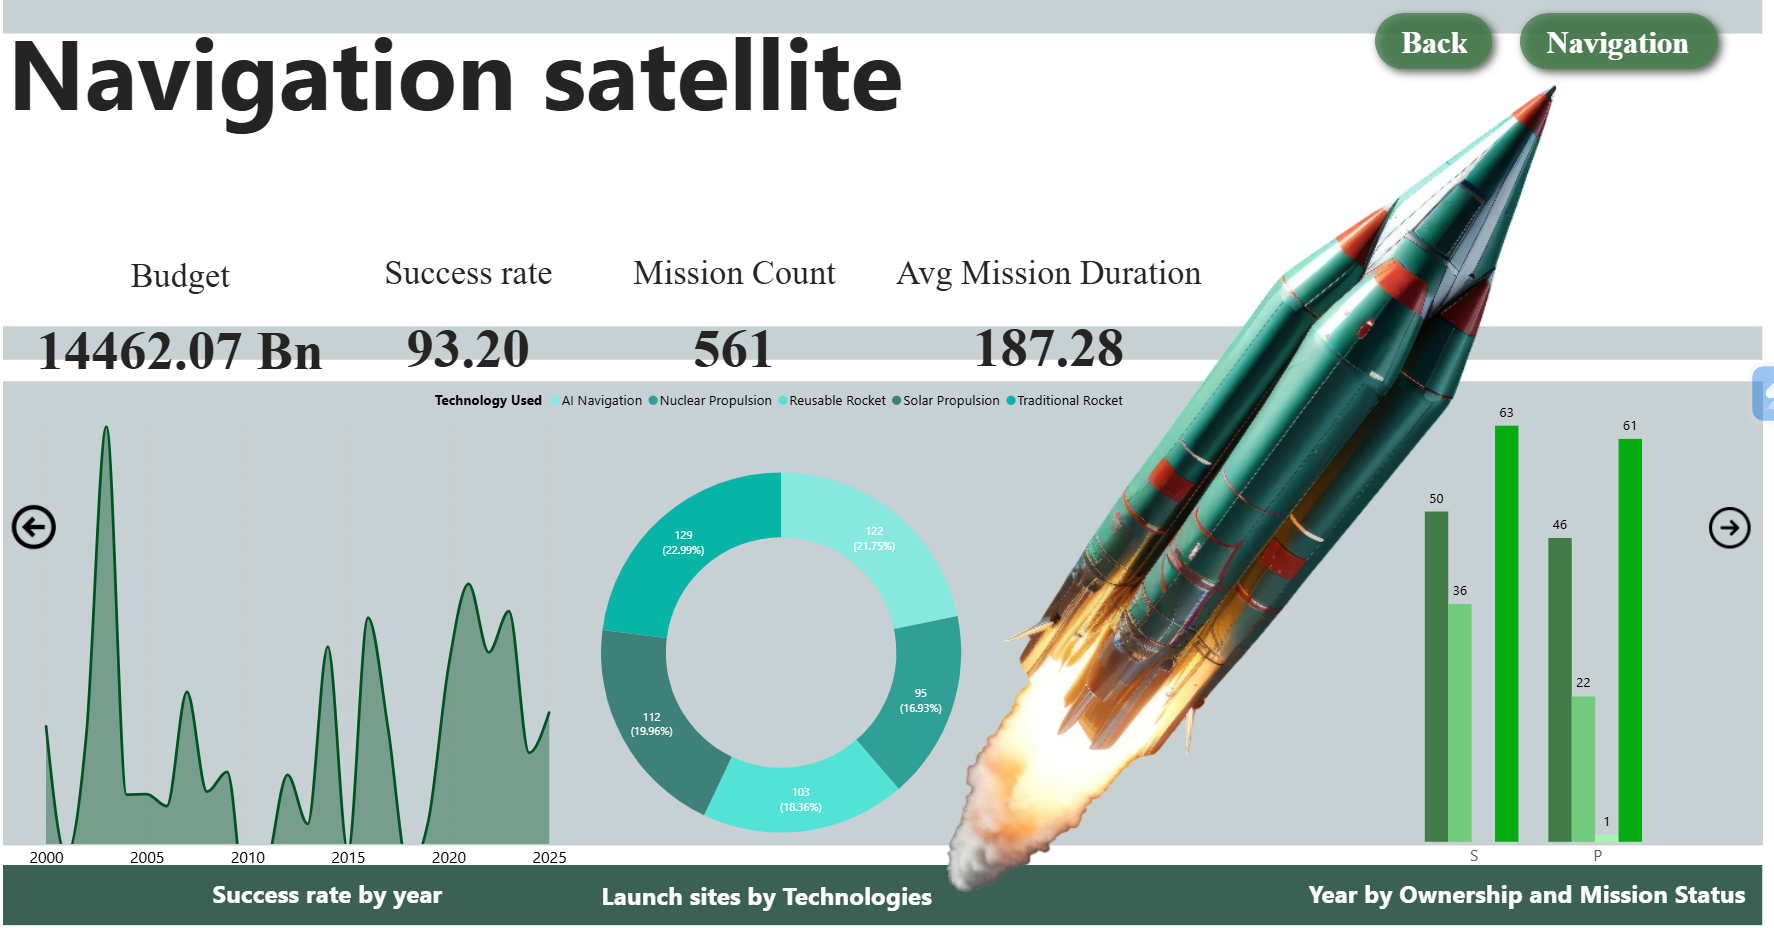 Back
Navigation
Navigation satellite
Budget
Success rate
Mission Count
Avg Mission Duration
14462.07 Bn
93.20
561
187.28
Technology Used AI Navigation Nuclear Propulsion Reusable Rocket Solar Propulsion Traditional Rocket
2000 2005 2010 2015 2020 2025
129
(22.99%)
122
(21.75%)
95
(16.93%)
112
(19.96%)
103
(18.36%)
50
36
63
46
22
1
61
S
P
Success rate by year
Launch sites by Technologies
Year by Ownership and Mission Status